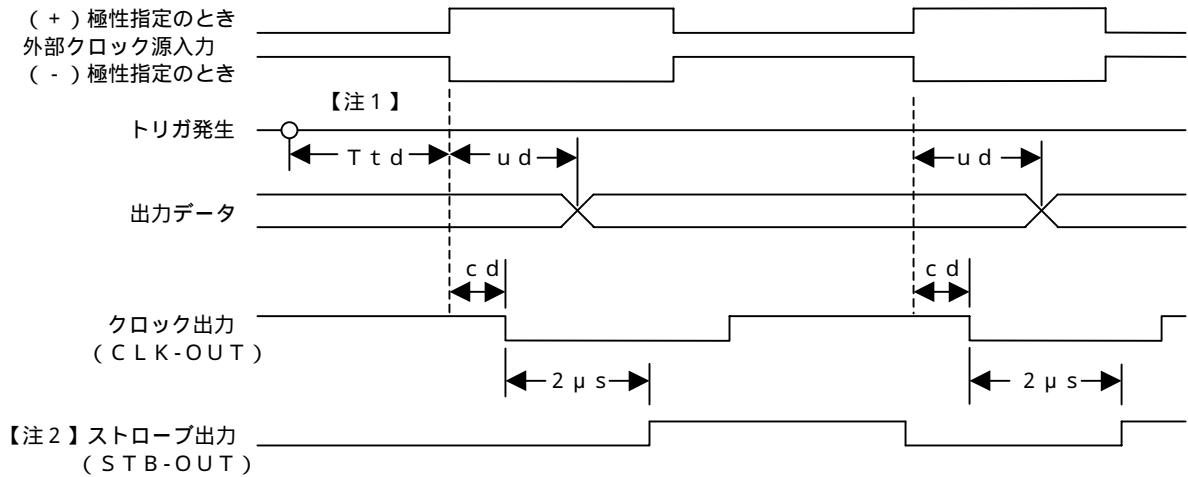 (+)極性指定のとき
外部クロック源入力
(-)極性指定のとき
【注1】
トリガ発生
Ttd
ud
ud
出力データ
cd
cd
クロック出力
(CLK-OUT)
2μs
2μs
【注2】ストローブ出力
(STB-OUT)